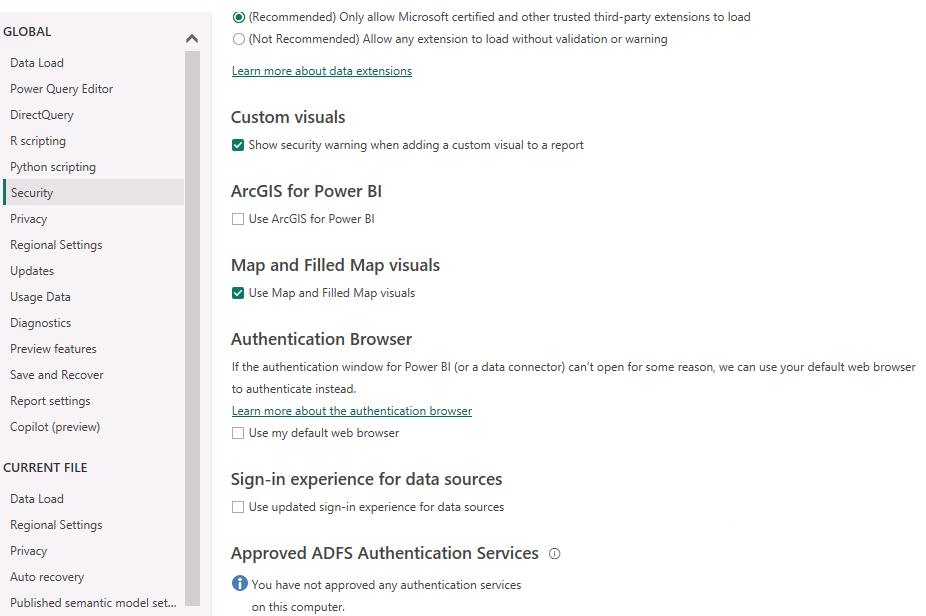 GLOBAL
Data Load
Power Query Editor
DirectQuery
R scripting
Python scripting
Security
Privacy
Regional Settings
Updates
Usage Data
Diagnostics
Preview features
Save and Recover
Report settings
Copilot (preview)
CURRENT FILE
Data Load
Regional Settings
Privacy
Auto recovery
Published semantic model set...
(Recommended) Only allow Microsoft certified and other trusted third-party extensions to load
(Not Recommended) Allow any extension to load without validation or warning
Learn more about data extensions
Custom visuals
Show security warning when adding a custom visual to a report
ArcGIS for Power BI
Use ArcGIS for Power BI
Map and Filled Map visuals
Use Map and Filled Map visuals
Authentication Browser
If the authentication window for Power BI (or a data connector) can't open for some reason, we can use your default web browser
to authenticate instead.
Learn more about the authentication browser
Use my default web browser
Sign-in experience for data sources
Use updated sign-in experience for data sources
Approved ADFS Authentication Services
You have not approved any authentication services
on this computer.